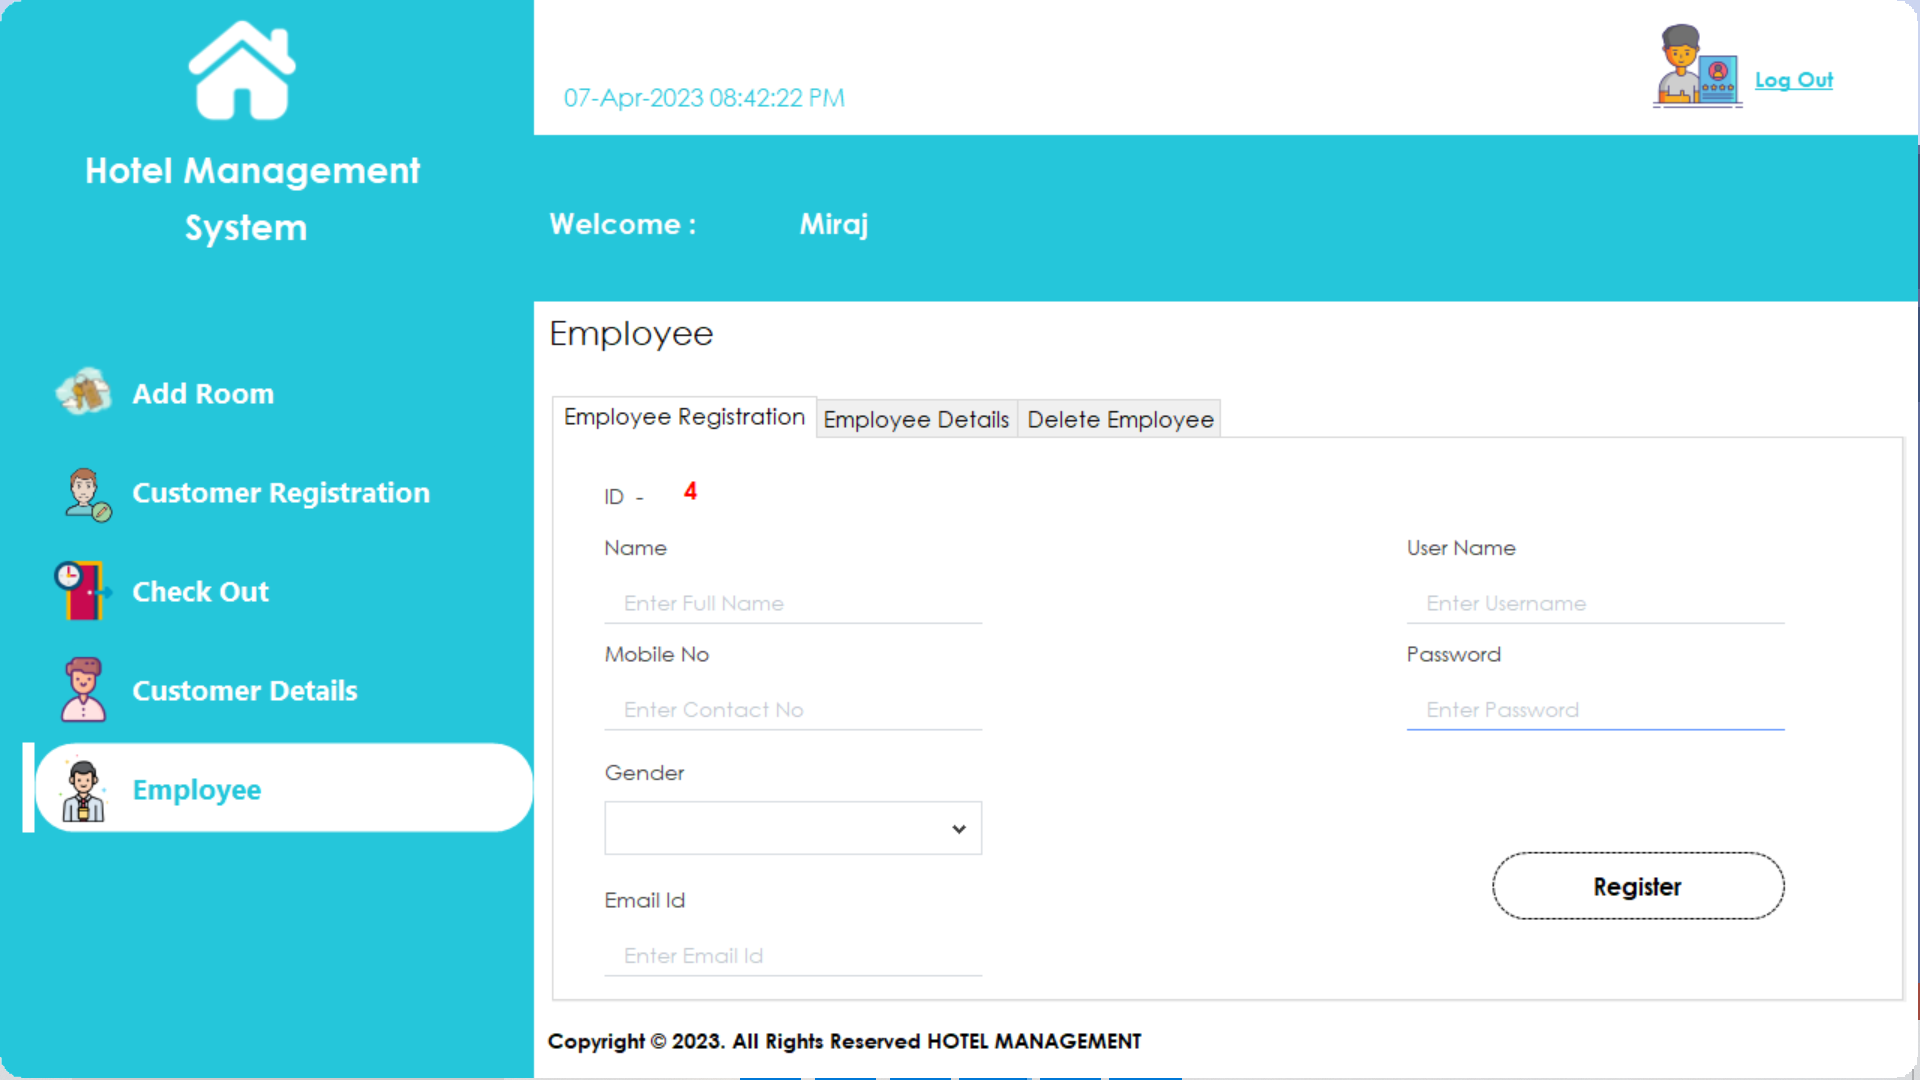 Hotel Management
System
Add Room
Customer Registration
Check Out
Customer Details
Employee
07-Apr-2023 08:42:22 PM
Log Out
Welcome : Miraj
Employee
Employee Registration Employee Details Delete Employee
ID - 4
Name
Enter Full Name
Mobile No
Enter Contact No
Gender
Email Id
Enter Email Id
User Name
Enter Username
Password
Enter Password
Register
Copyright © 2023. All Rights Reserved HOTEL MANAGEMENT